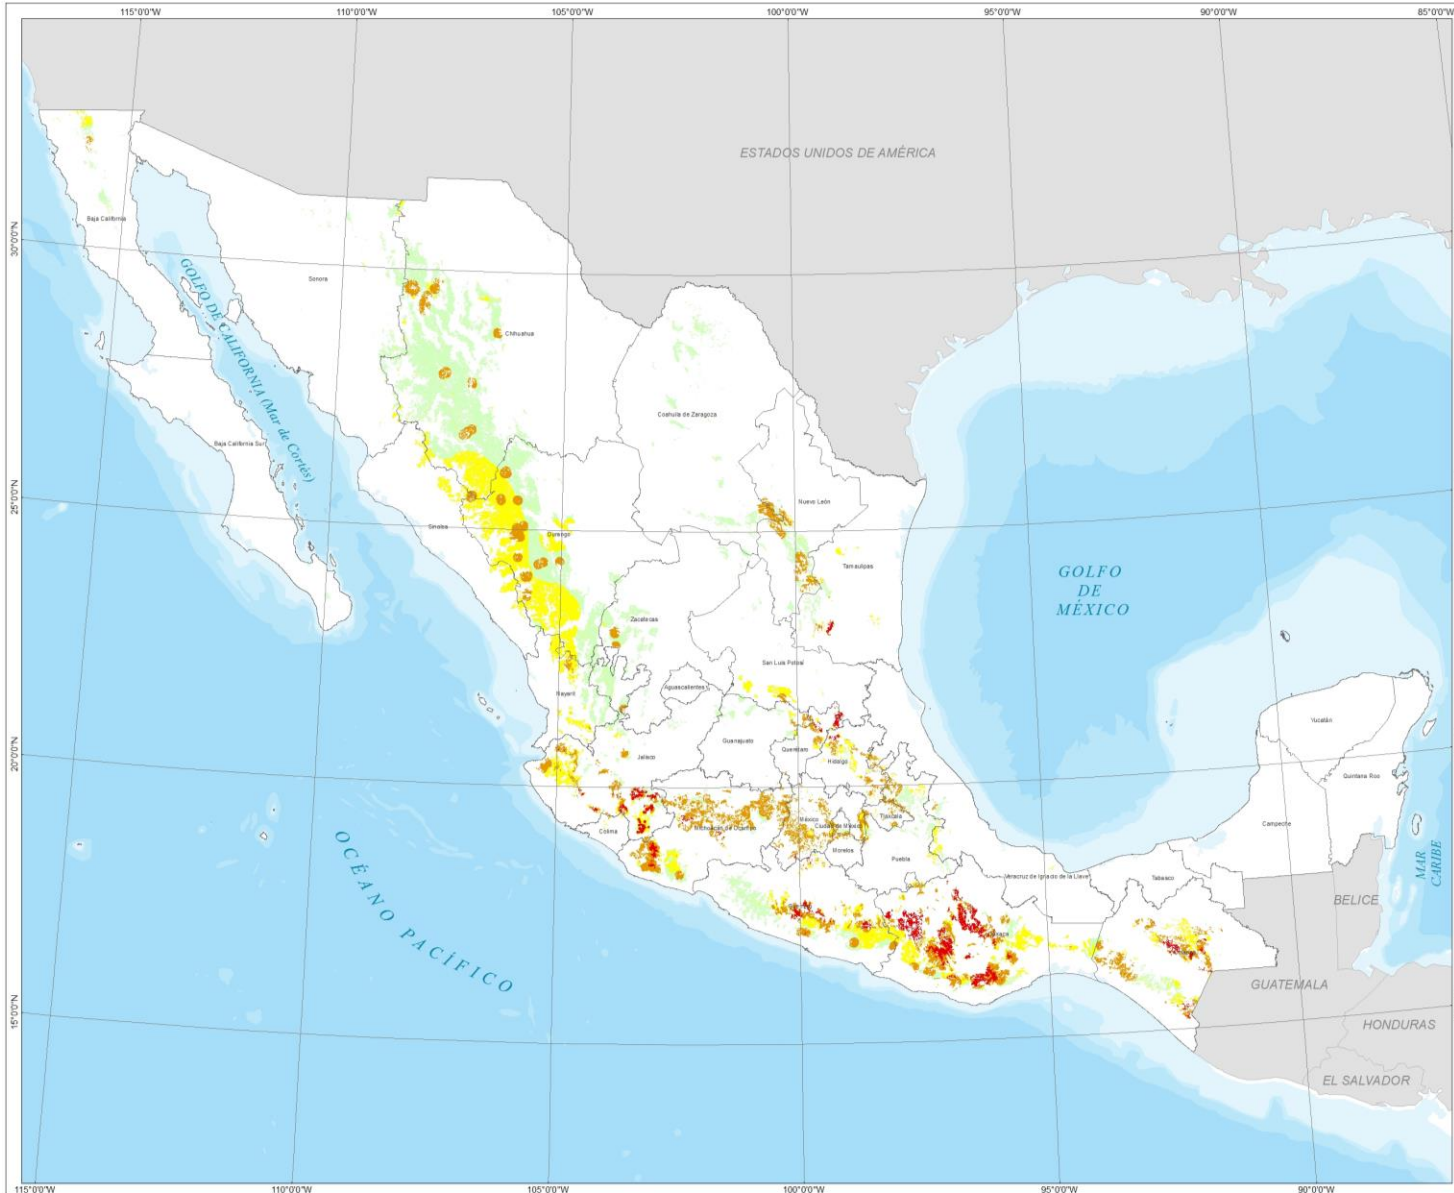 115°0'0"W 110°0'0"W 105°0'0"W 100°0'0"W 95°0'0"W 90°0'0"W 85°0'0"W
ESTADOS UNIDOS DE AMÉRICA
Baja California
30°0'0"N
Sonora
GOLFO DE CALIFORNIA (Mar de Cortés)
Chihuahua
Coahuila de Zaragoza
Baja California Sur
Nuevo León
25°0'0"N
Sinaloa
Durango
Tamaulipas
GOLFO
DE
MÉXICO
Zacatecas
San Luis Potosí
Aguascalientes
Nayarit
Yucatán
Guanajuato
Querétaro
Jalisco
Hidalgo
Quintana Roo
20°0'0"N
México
Tlaxcala
Ciudad de México
Michoacán de Ocampo
Colima
Campeche
Morelos
Puebla
MAR
CARIBE
Veracruz de Ignacio de la Llave
Tabasco
BELICE
OCÉANO PACÍFICO
GUATEMALA
15°0'0"N
HONDURAS
EL SALVADOR
115°0'0"W 110°0'0"W 105°0'0"W 100°0'0"W 95°0'0"W 90°0'0"W